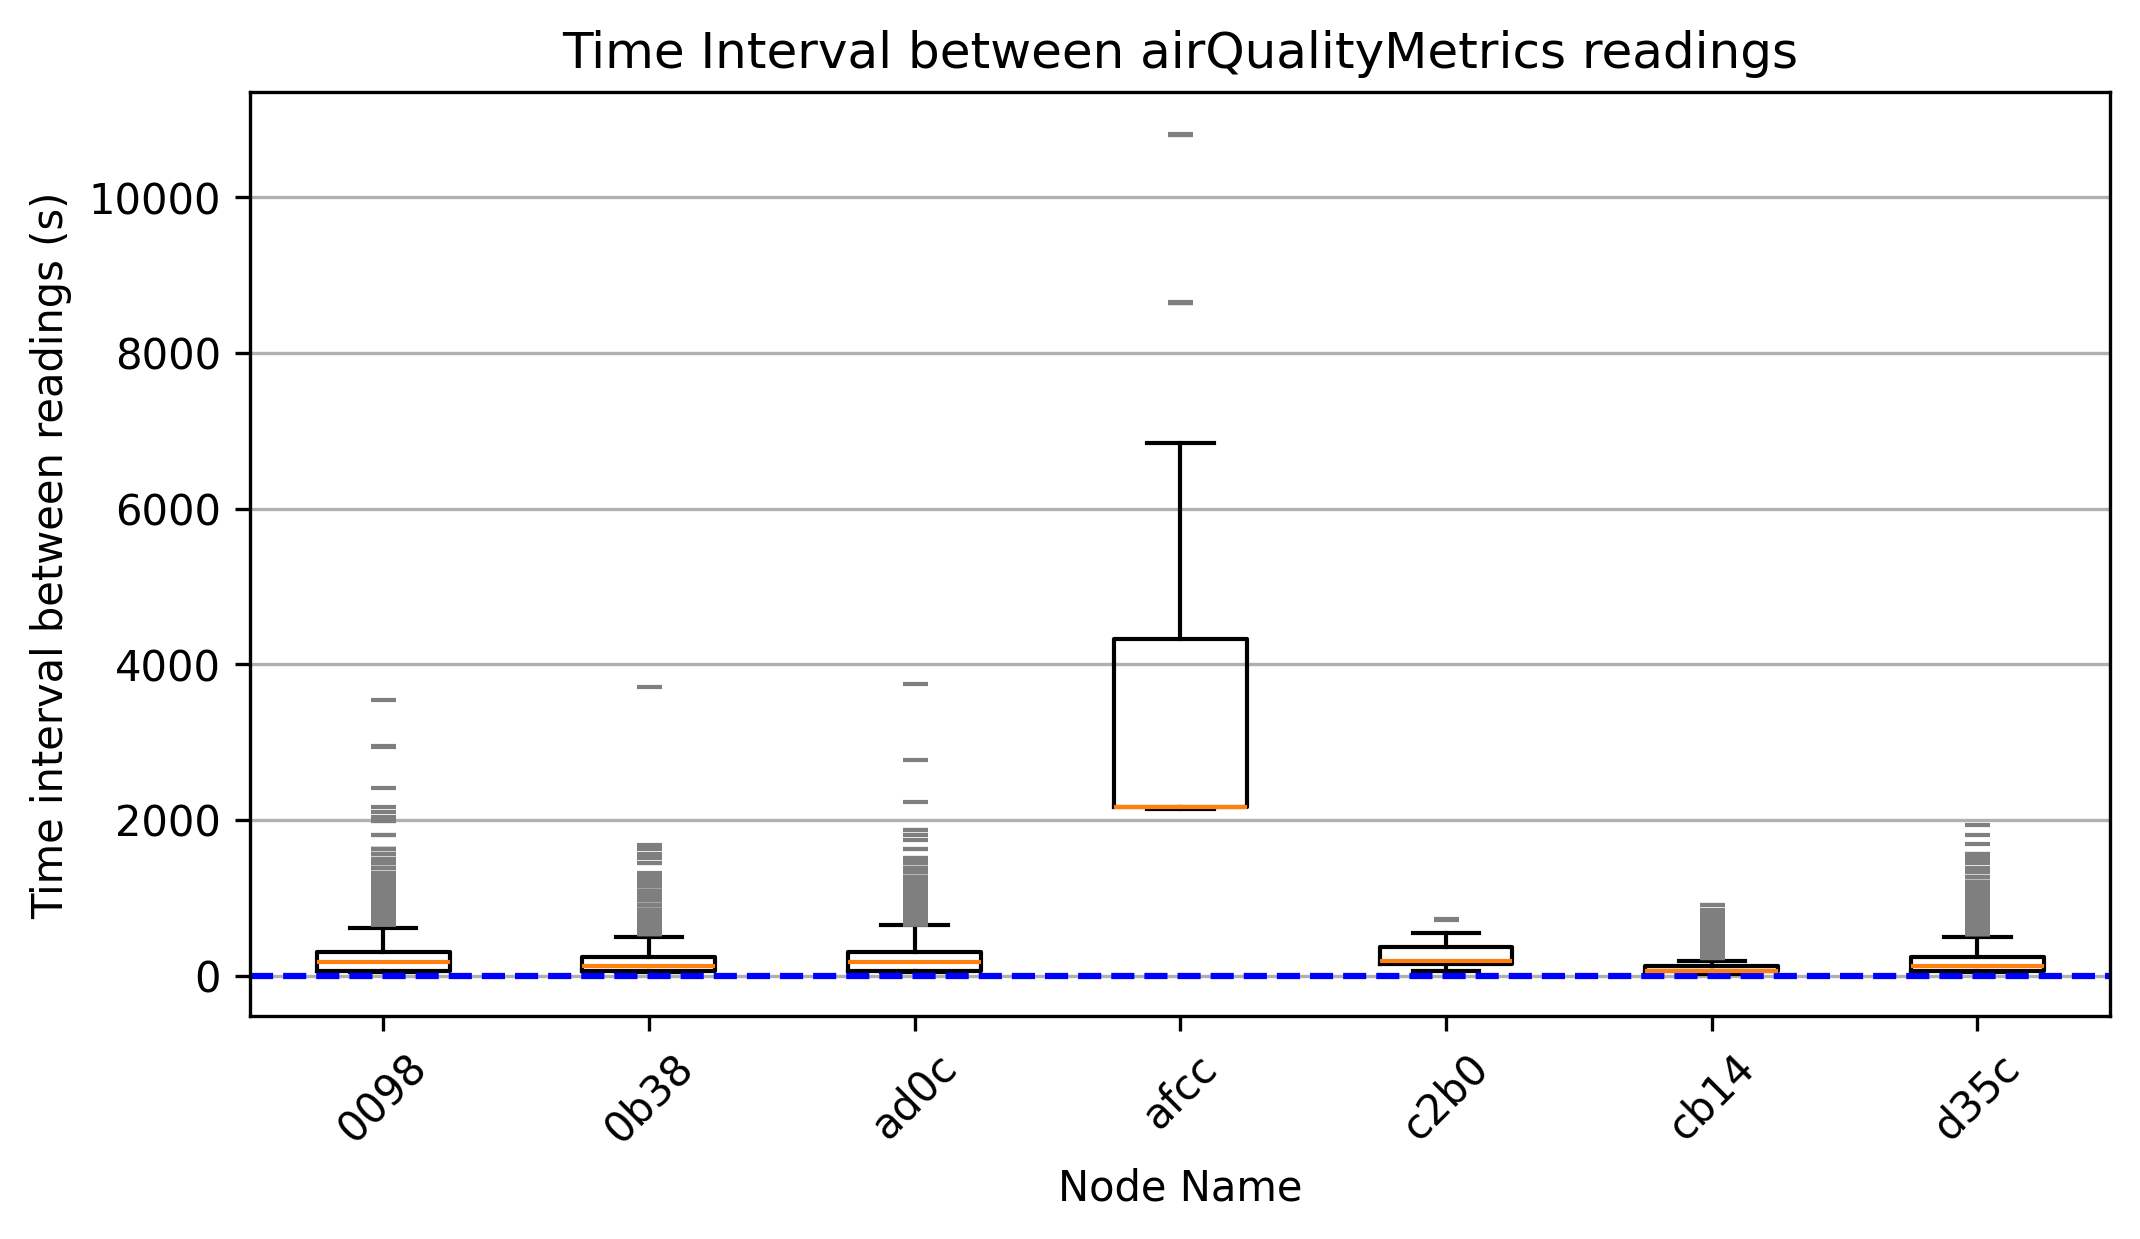 Time Interval between airQualityMetrics readings
Time interval between readings (s)
10000
8000
6000
4000
2000
0
0098
0b38
ad0c
afcc
c2b0
cb14
d35c
Node Name